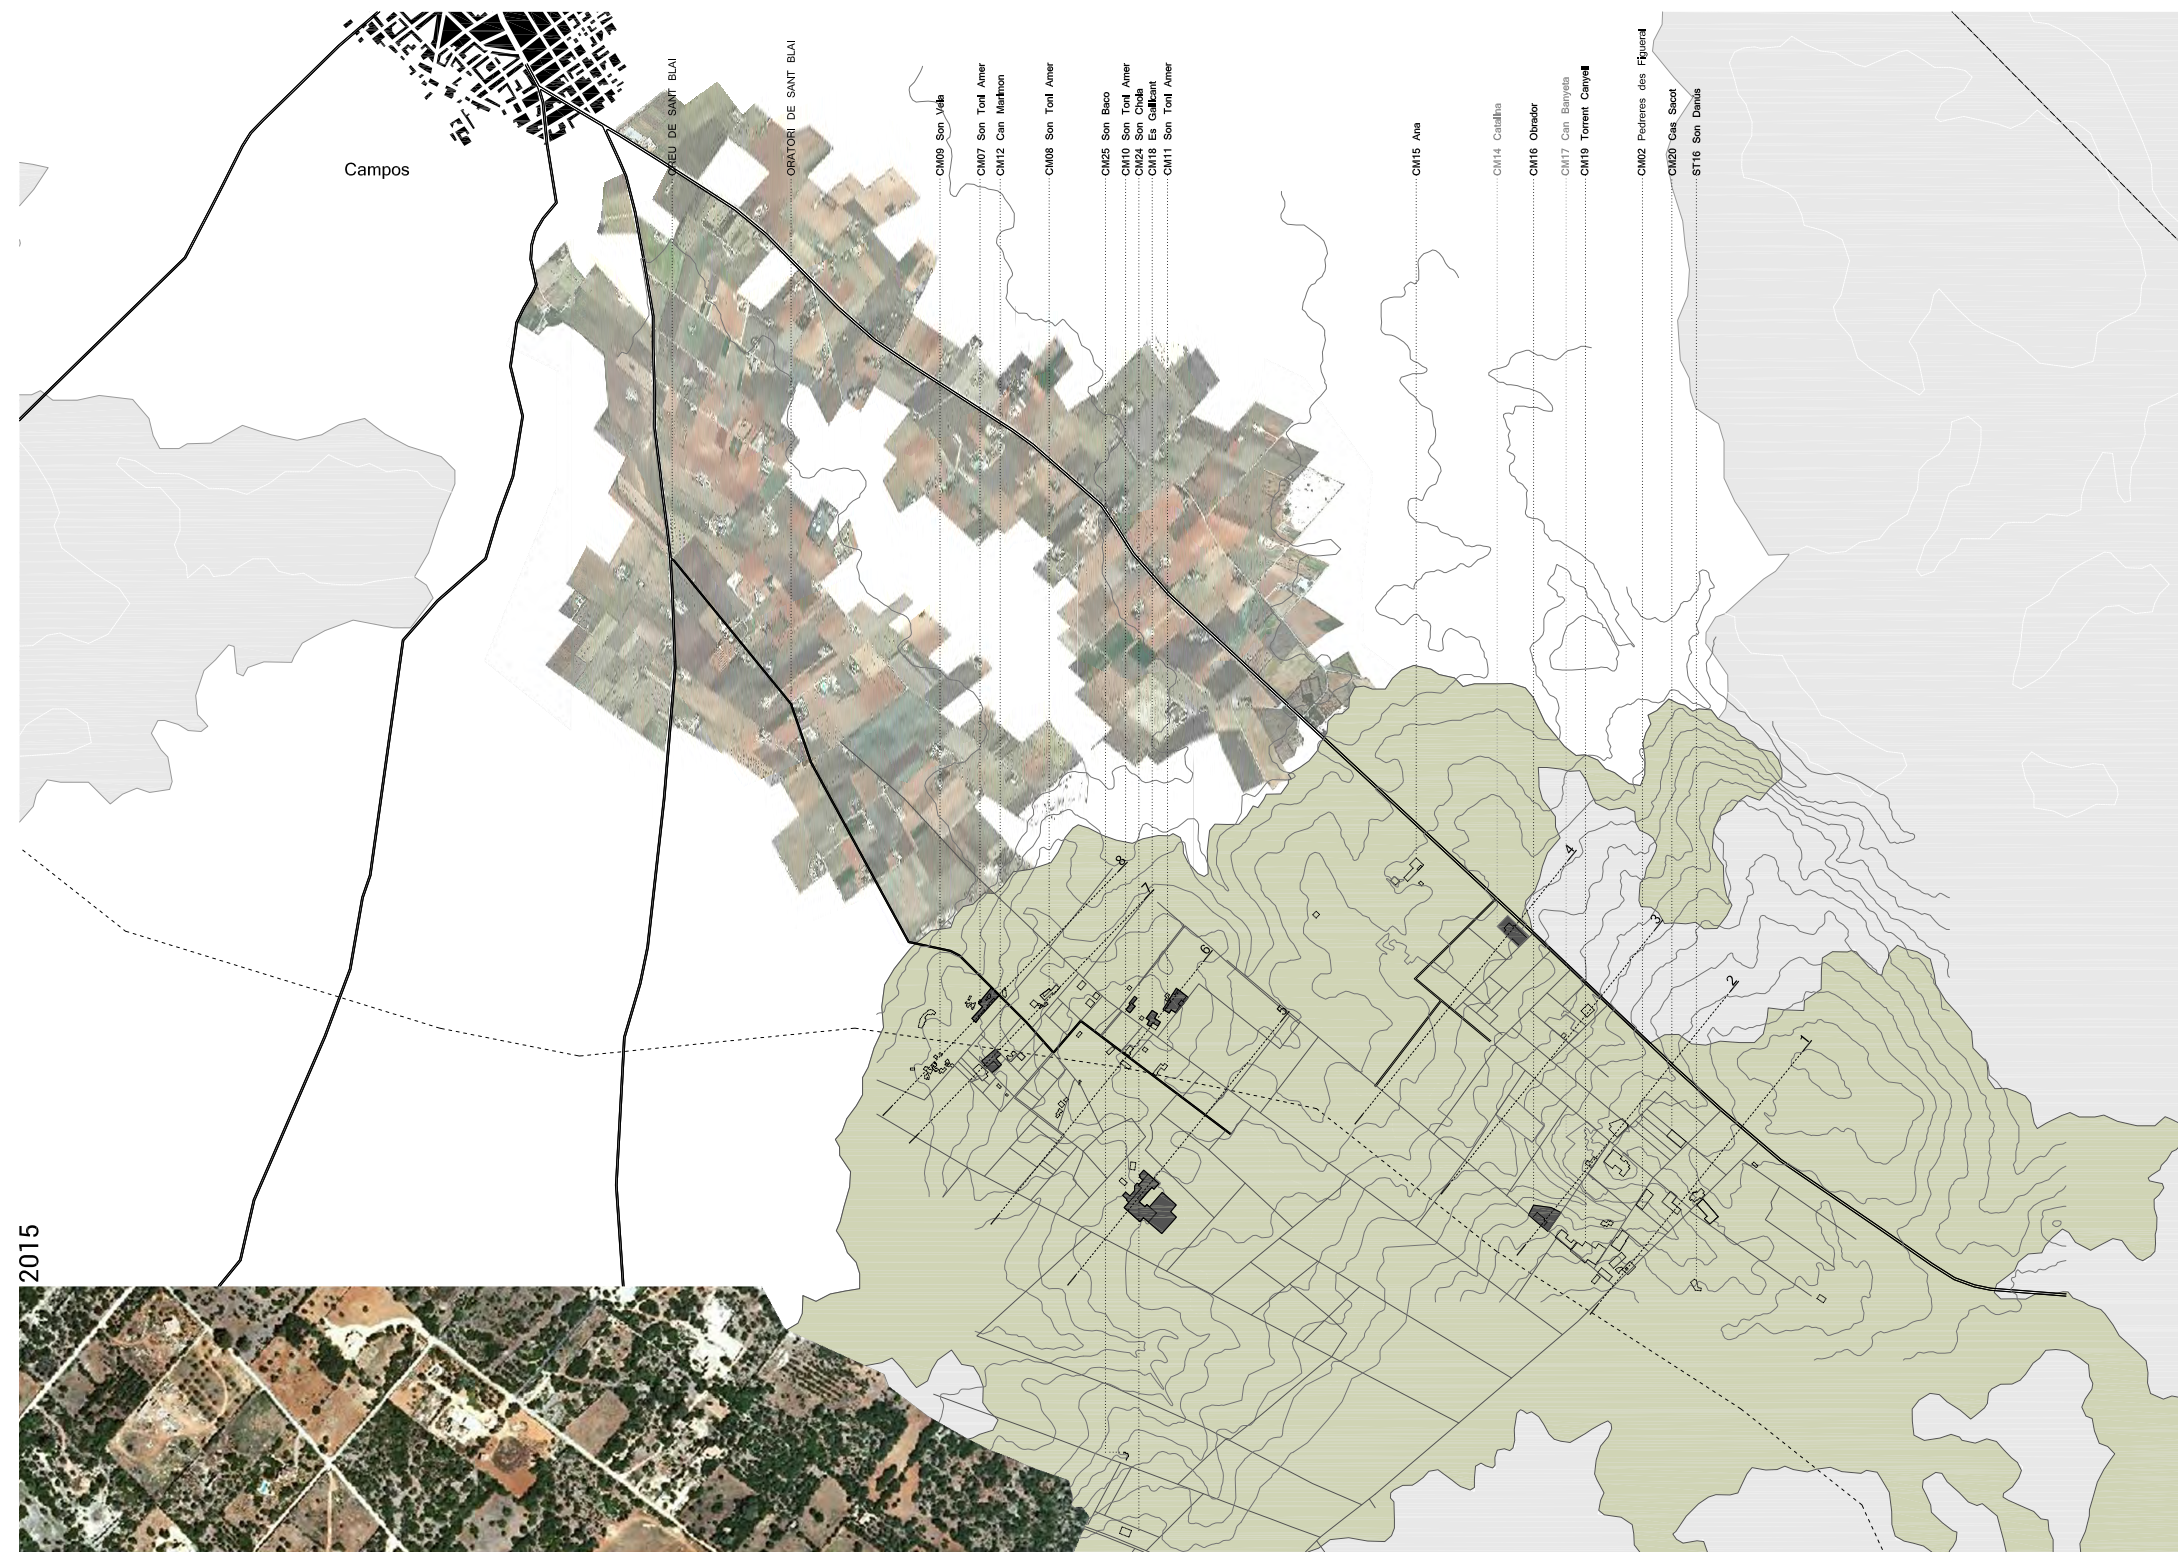 Campos
CREU DE SANT BLAI
ORATORI DE SANT BLAI
CM09 Son Vela
CM07 Son Toni Amer
CM12 Can Marimon
CM08 Son Toni Amer
CM25 Son Baco
CM10 Son Toni Amer
CM24 Son Chola
CM18 Es Gallicant
CM11 Son Toni Amer
CM15 Ana
CM14 Catalina
CM16 Obrador
CM17 Can Banyeta
CM19 Torrent Canyell
CM02 Pedreres des Figueral
CM20 Cas Sacot
ST16 Son Danús
8
7
6
5
4
3
2
1
2015